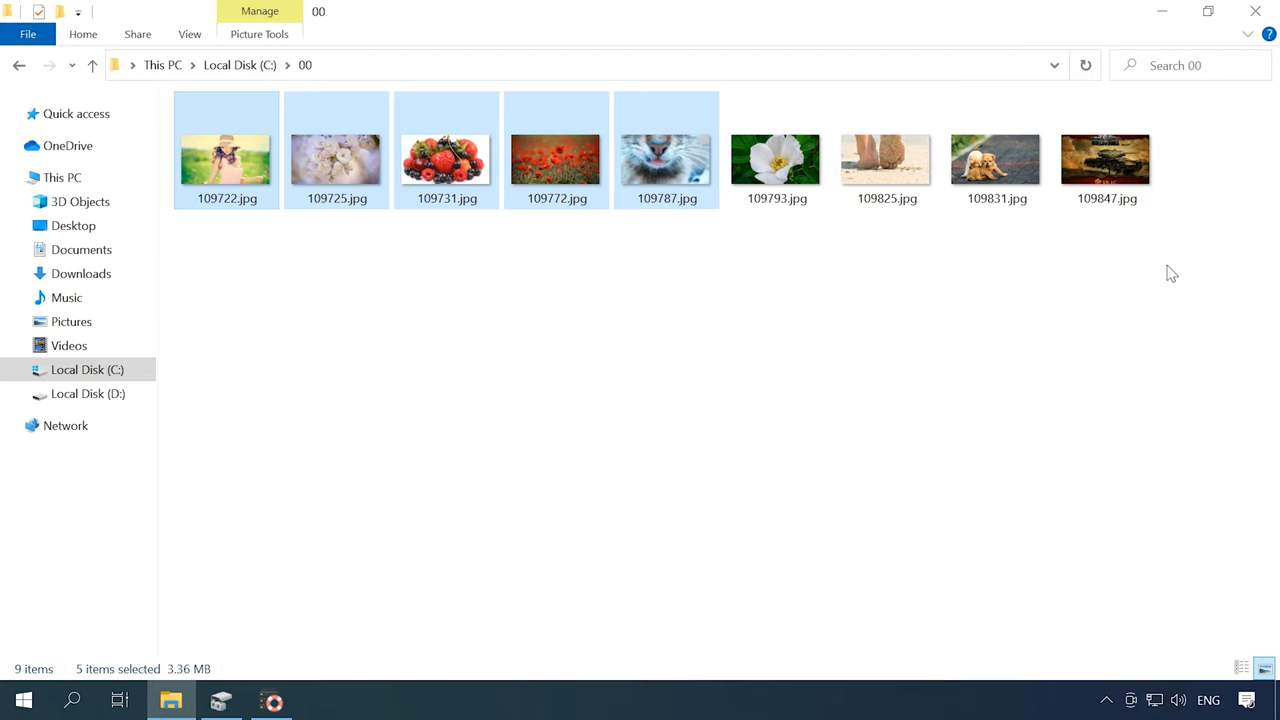 Manage
00
File
Home
Share
View
Picture Tools
This PC
Local Disk (C:)
00
Search 00
Quick access
OneDrive
This PC
3D Objects
Desktop
Documents
Downloads
Music
Pictures
Videos
Local Disk (C:)
Local Disk (D:)
Network
109722.jpg
109725.jpg
109731.jpg
109772.jpg
109787.jpg
109793.jpg
109825.jpg
109831.jpg
109847.jpg
9 items
5 items selected
3.36 MB
ENG